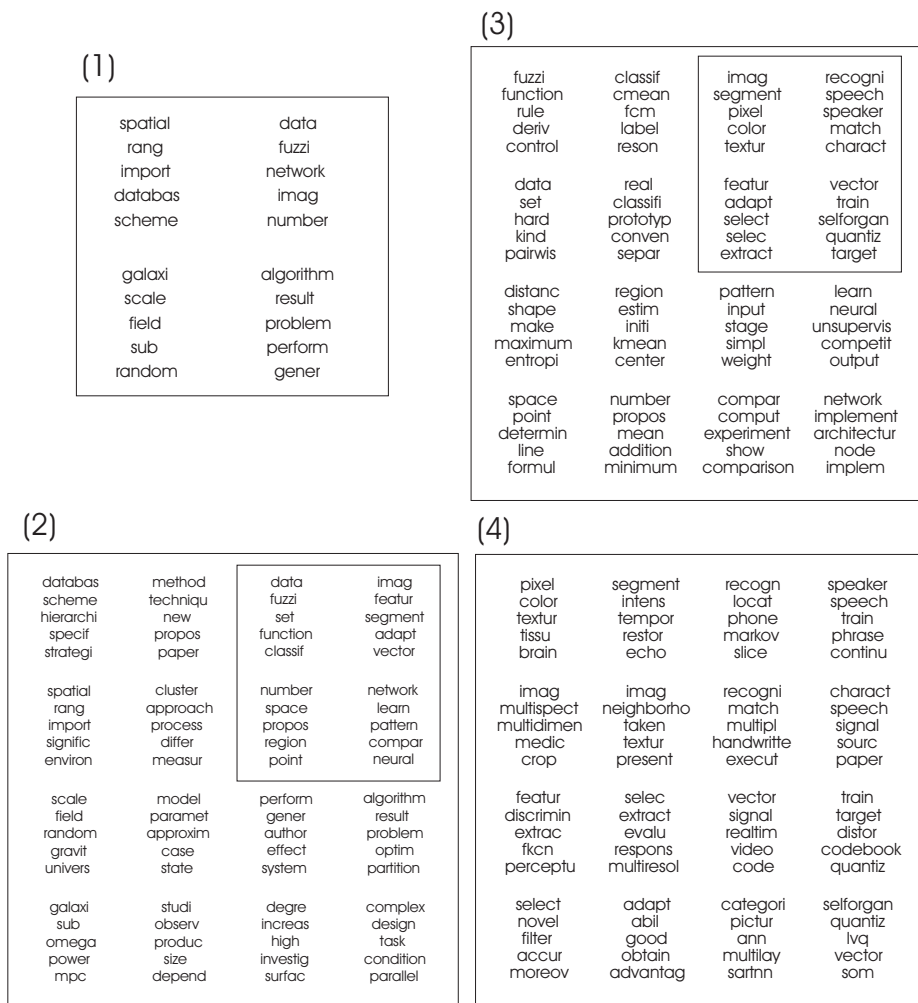 (1)
spatial data
rang fuzzi
import network
databas imag
scheme number
galaxi algorithm
scale result
field problem
sub perform
random gener
(3)
fuzzi classif imag recogni
function cmean segment speech
rule fcm pixel speaker
deriv label color match
control reson textur charact
data real featur vector
set classifi adapt train
hard prototyp select selforgan
kind conven selec quantiz
pairwis separ extract target
distanc region pattern learn
shape estim input neural
make initi stage unsupervis
maximum kmean simpl competit
entropi center weight output
space number compar network
point propos comput implement
determin mean experiment architectur
line addition show node
formul minimum comparison implem
(2)
databas method data imag
scheme techniqu fuzzi featur
hierarchi new set segment
specif propos function adapt
strategi paper classif vector
spatial cluster number network
rang approach space learn
import process propos pattern
signific differ region compar
environ measur point neural
scale model perform algorithm
field paramet gener result
random approxim author problem
gravit case effect optim
univers state system partition
galaxi studi degre complex
sub observ increas design
omega produc high task
power size investig condition
mpc depend surfac parallel
(4)
pixel segment recogn speaker
color intens locat speech
textur tempor phone train
tissu restor markov phrase
brain echo slice continu
imag imag recogni charact
multispect neighborho match speech
multidimen taken multipl signal
medic textur handwritte sourc
crop present execut paper
featur selec vector train
discrimin extract signal target
extrac evalu realtim distor
fkcn respons video codebook
perceptu multiresol code quantiz
select adapt categori selforgan
novel abil pictur quantiz
filter good ann lvq
accur obtain multilay vector
moreov advantag sartnn som